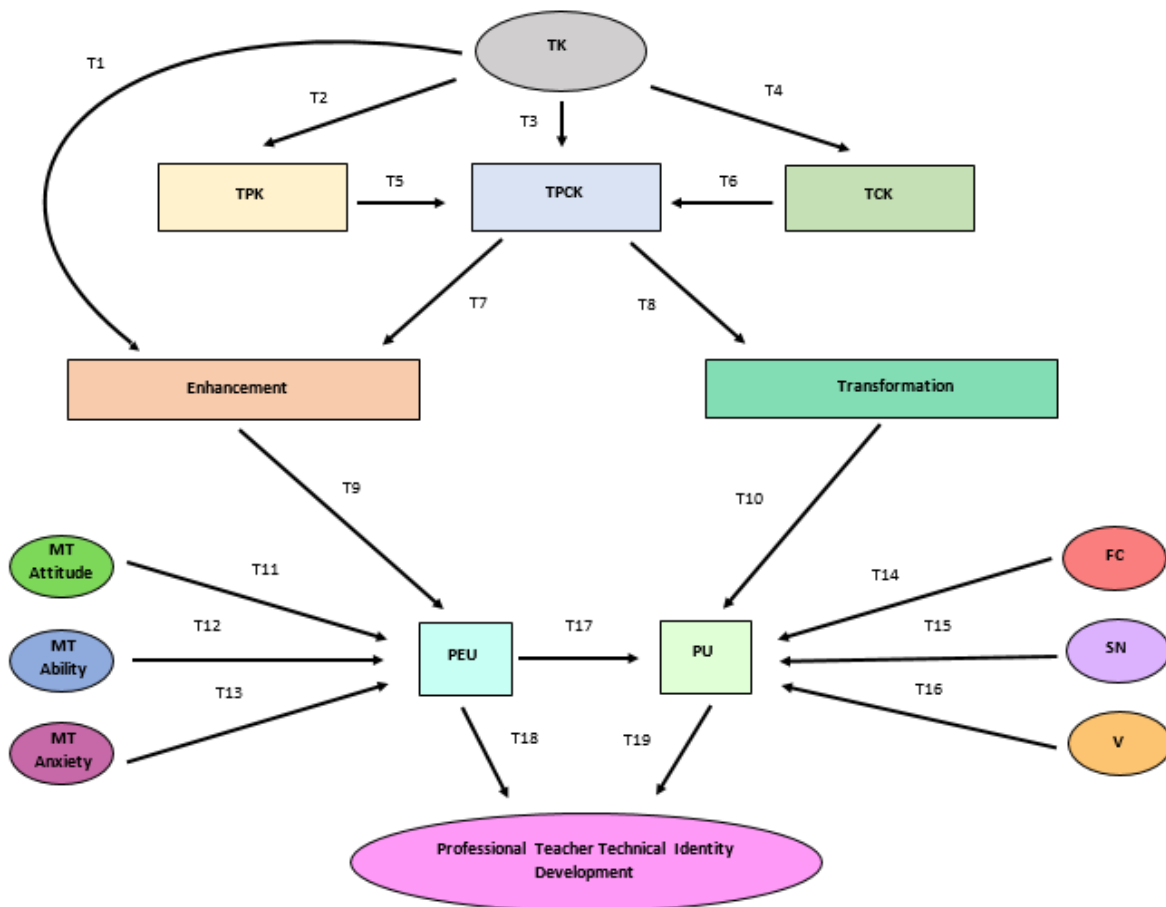 TK
T1
T2
T3
T4
TPK
T5
TPCK
T6
TCK
T7
T8
Enhancement
Transformation
T9
T10
MT
Attitude
T11
FC
T14
MT
Ability
T12
PEU
T17
PU
T15
SN
MT
Anxiety
T13
T16
V
T18
T19
Professional Teacher Technical Identity
Development